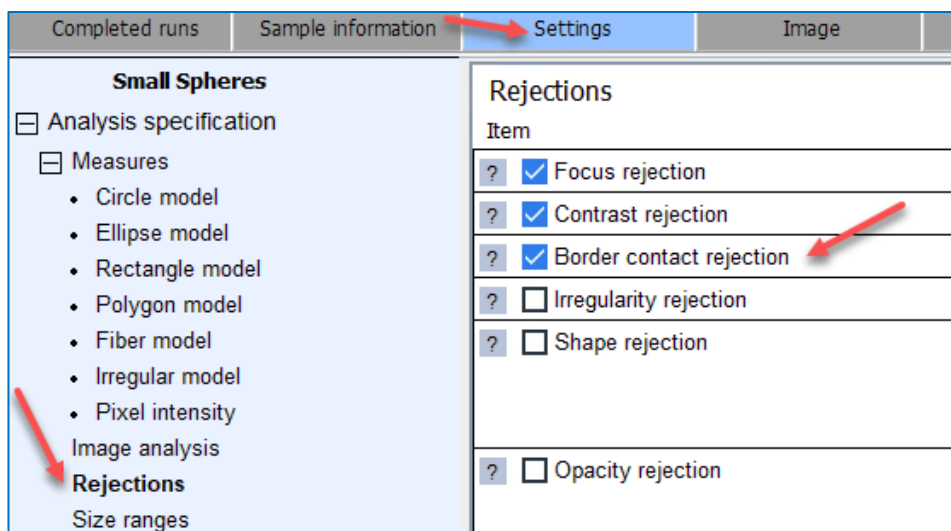 Completed runs Sample information Settings Image
Small Spheres
Analysis specification
Measures
• Circle model
• Ellipse model
• Rectangle model
• Polygon model
• Fiber model
• Irregular model
• Pixel intensity
Image analysis
Rejections
Size ranges
Rejections
Item
? Focus rejection
? Contrast rejection
? Border contact rejection
? Irregularity rejection
? Shape rejection
? Opacity rejection